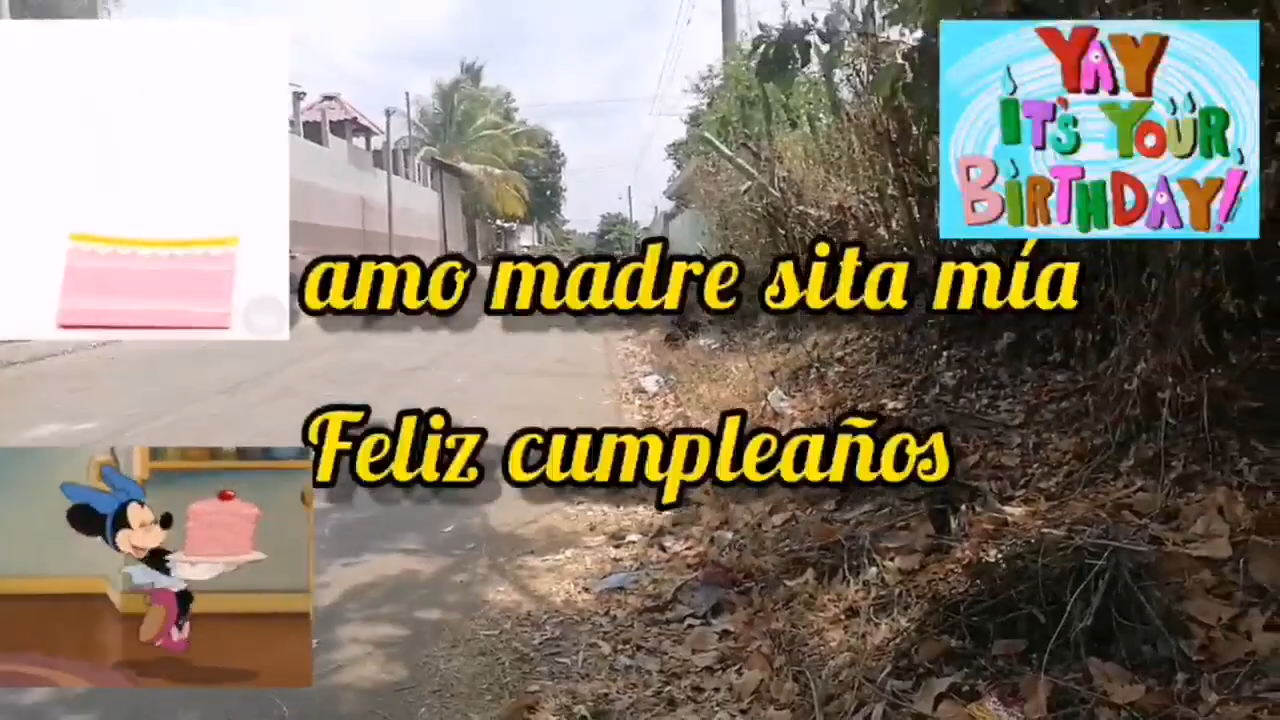 YAY
IT'S YOUR
BIRTHDAY!
amo madre sita mía
Feliz cumpleaños